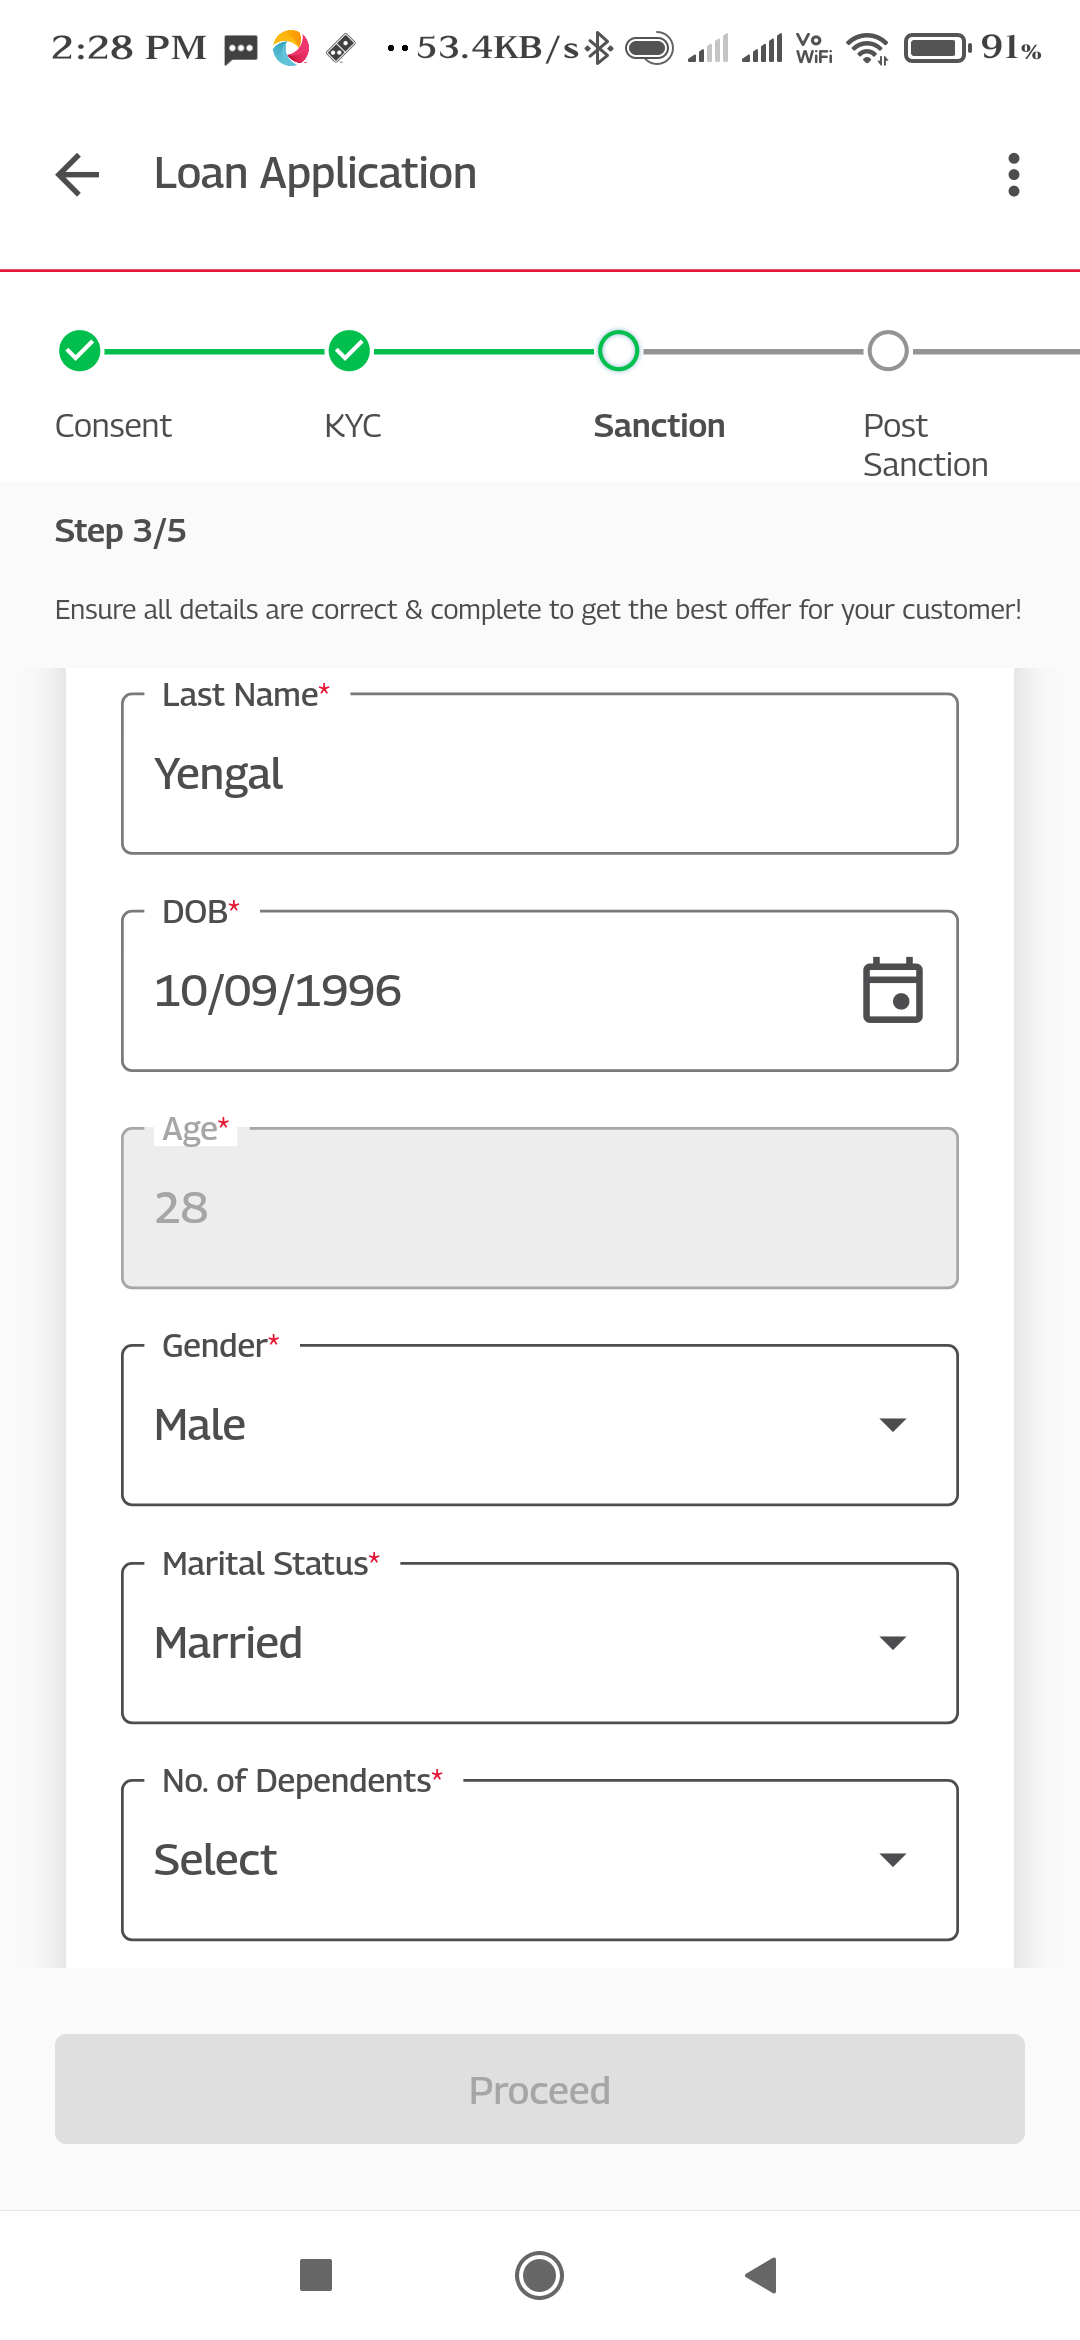 2:28 PM 53.4KB/s Vo WiFi 91%
Loan Application
Consent KYC Sanction Post
Sanction
Step 3/5
Ensure all details are correct & complete to get the best offer for your customer!
Last Name*
Yengal
DOB*
10/09/1996
Age*
28
Gender*
Male
Marital Status*
Married
No. of Dependents*
Select
Proceed